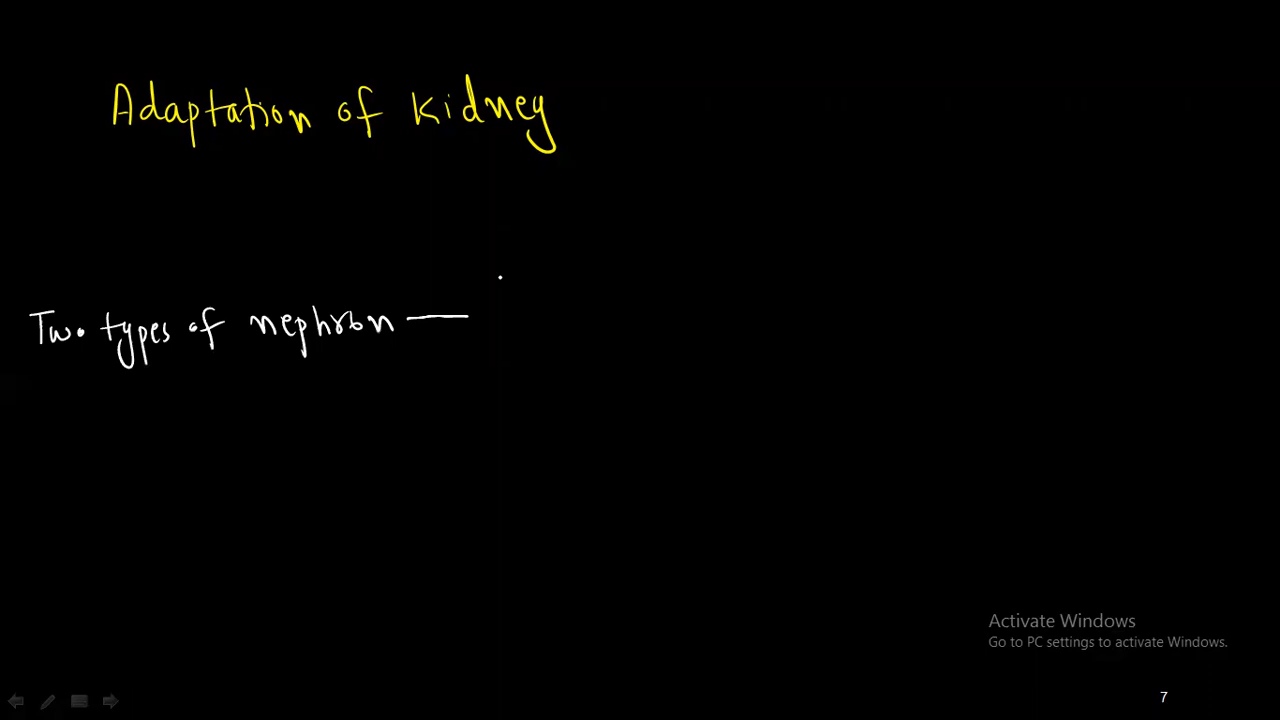 Adaptation of kidney
Two types of nephron —
Activate Windows
Go to PC settings to activate Windows.
7